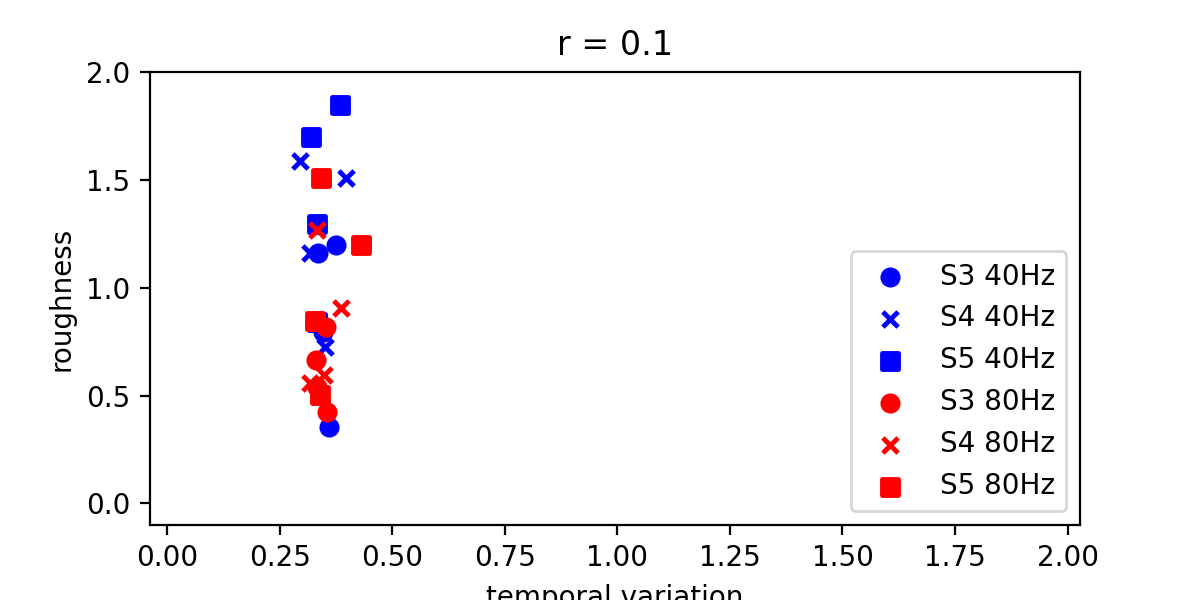 r = 0.1
2.0
1.5
1.0
0.5
0.0
roughness
S3 40Hz
S4 40Hz
S5 40Hz
S3 80Hz
S4 80Hz
S5 80Hz
0.00 0.25 0.50 0.75 1.00 1.25 1.50 1.75 2.00
temporal variation